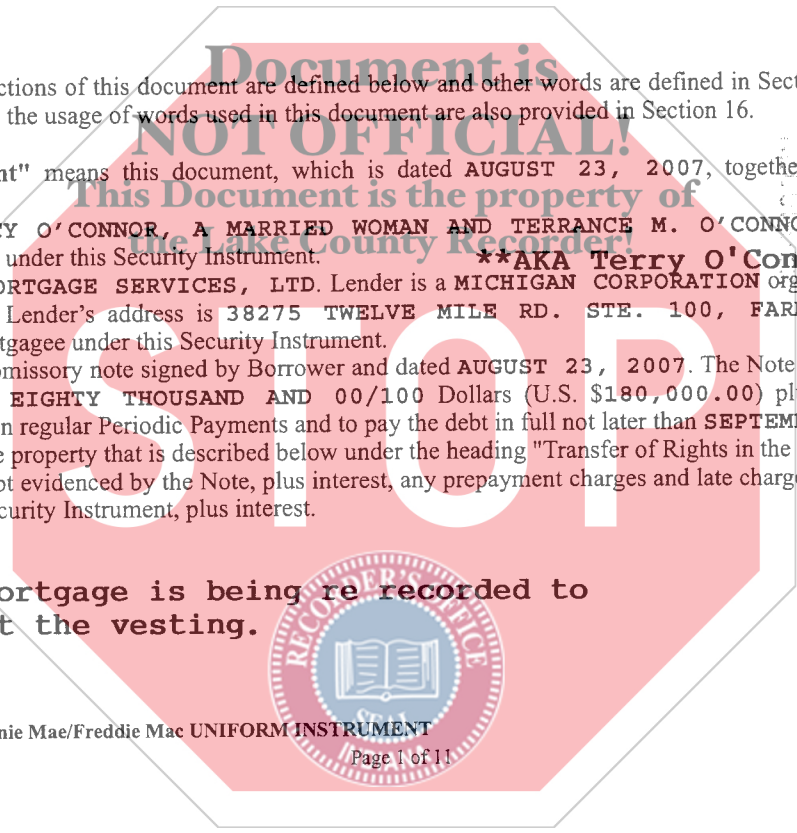 Document is
ctions of this document are defined below and other words are defined in Sect
the usage of words used in this document are also provided in Section 16.
NOT OFFICIAL!
nt" means this document, which is dated AUGUST 23, 2007, togethe
This Document is the property of
EY O'CONNOR, A MARRIED WOMAN AND TERRANCE M. O'CONNO
the Lake County Recorder!
under this Security Instrument. **AKA Terry O'Con
ORTGAGE SERVICES, LTD. Lender is a MICHIGAN CORPORATION org
Lender's address is 38275 TWELVE MILE RD. STE. 100, FAR
tgagee under this Security Instrument.
missory note signed by Borrower and dated AUGUST 23, 2007. The Note
EIGHTY THOUSAND AND 00/100 Dollars (U.S. $180,000.00) pl
n regular Periodic Payments and to pay the debt in full not later than SEPTEM
e property that is described below under the heading "Transfer of Rights in the
bt evidenced by the Note, plus interest, any prepayment charges and late charge
curity Instrument, plus interest.
STOP
ortgage is being re recorded to
t the vesting.
RECORDER'S OFFICE
SEAL
INDIANA
nie Mae/Freddie Mac UNIFORM INSTRUMENT
Page 1 of 11